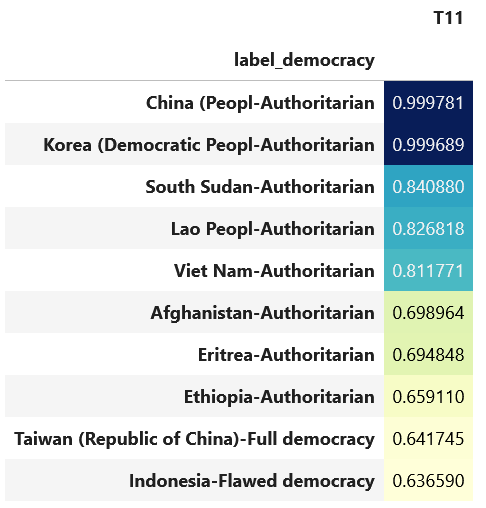 T11
label_democracy
China (Peopl-Authoritarian 0.999781
Korea (Democratic Peopl-Authoritarian 0.999689
South Sudan-Authoritarian 0.840880
Lao Peopl-Authoritarian 0.826818
Viet Nam-Authoritarian 0.811771
Afghanistan-Authoritarian 0.698964
Eritrea-Authoritarian 0.694848
Ethiopia-Authoritarian 0.659110
Taiwan (Republic of China)-Full democracy 0.641745
Indonesia-Flawed democracy 0.636590